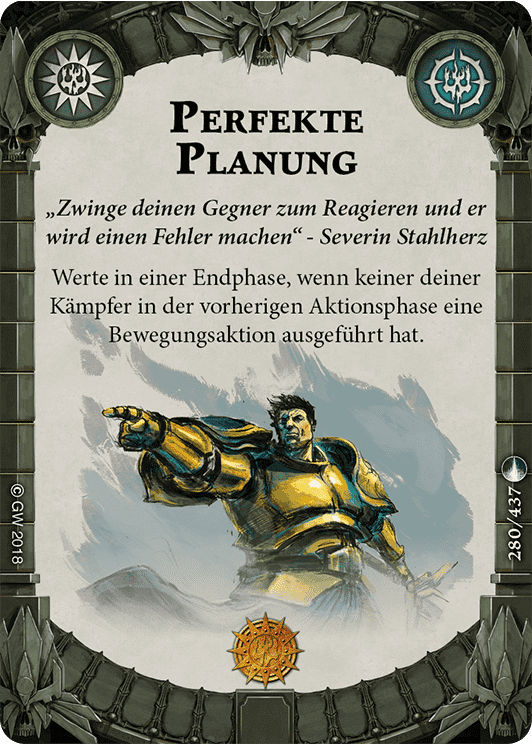 Perfekte
Planung
„Zwinge deinen Gegner zum Reagieren und er
wird einen Fehler machen“ - Severin Stahlherz
Werte in einer Endphase, wenn keiner deiner
Kämpfer in der vorherigen Aktionsphase eine
Bewegungsaktion ausgeführt hat.
©GW 2018
280/437